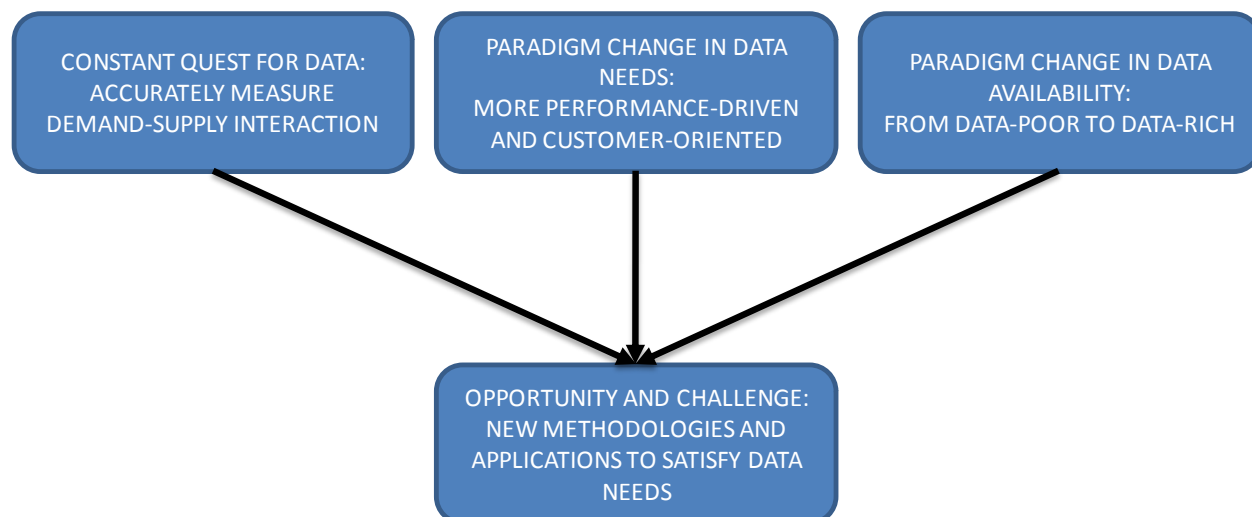 CONSTANT QUEST FOR DATA:
ACCURATELY MEASURE
DEMAND-SUPPLY INTERACTION
PARADIGM CHANGE IN DATA
NEEDS:
MORE PERFORMANCE-DRIVEN
AND CUSTOMER-ORIENTED
PARADIGM CHANGE IN DATA
AVAILABILITY:
FROM DATA-POOR TO DATA-RICH
OPPORTUNITY AND CHALLENGE:
NEW METHODOLOGIES AND
APPLICATIONS TO SATISFY DATA
NEEDS